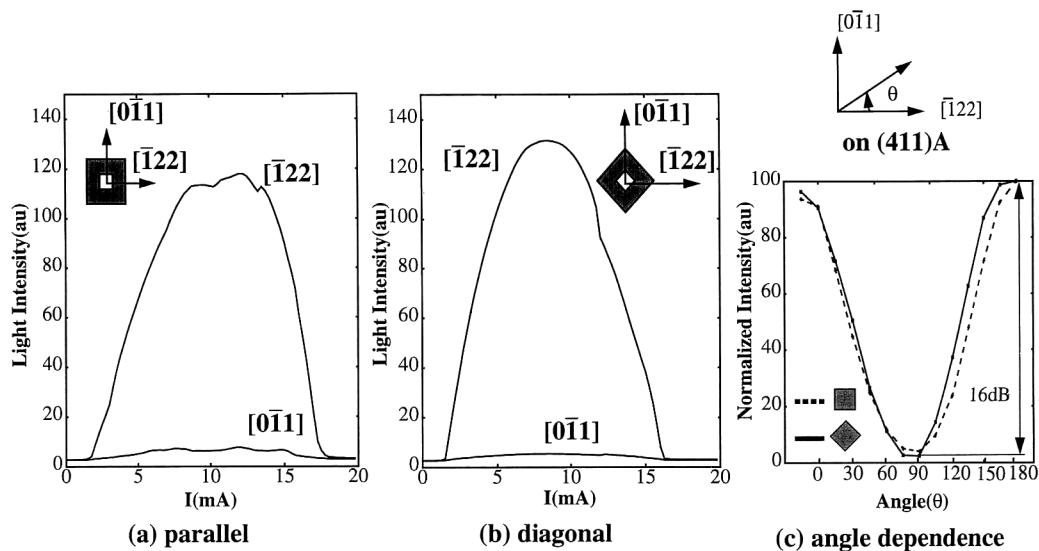 [01̅1]
θ
[1̅22]
on (411)A
140
120
100
80
60
40
20
0
Light Intensity(au)
[01̅1]
[1̅22]
[1̅22]
[01̅1]
0 5 10 15 20
I(mA)
(a) parallel
140
120
100
80
60
40
20
0
Light Intensity(au)
[1̅22]
[01̅1]
[1̅22]
[01̅1]
0 5 10 15 20
I(mA)
(b) diagonal
100
80
60
40
20
0
Normalized Intensity(au)
16dB
0 30 60 90 120 150 180
Angle(θ)
(c) angle dependence